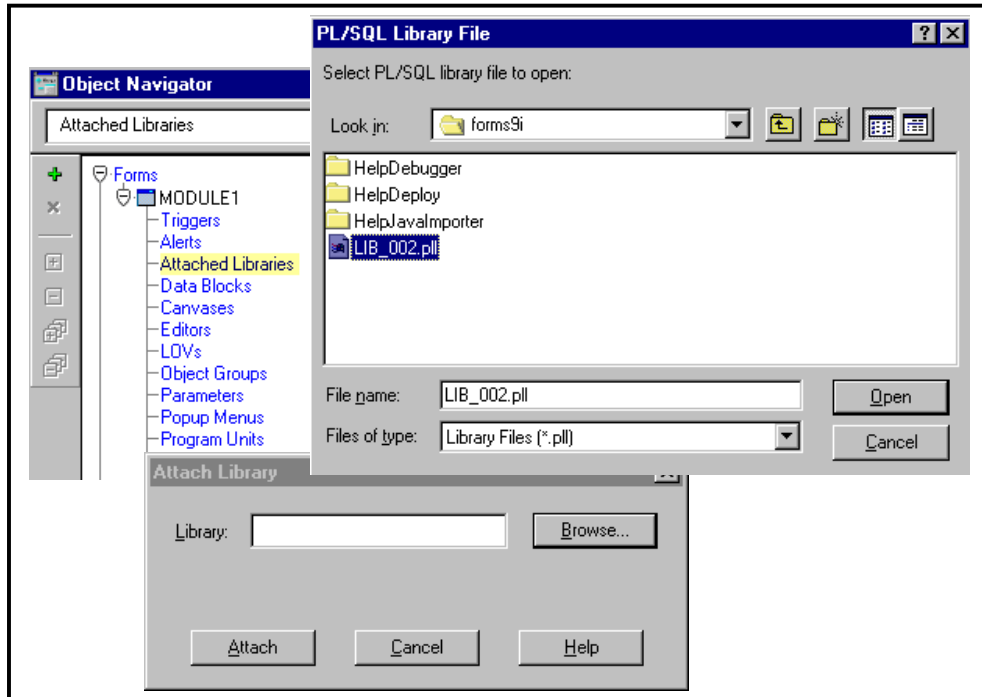 PL/SQL Library File
Select PL/SQL library file to open:
Look in:
forms9i
HelpDebugger
HelpDeploy
HelpJavaImporter
LIB_002.pll
File name:
LIB_002.pll
Open
Files of type:
Library Files (*.pll)
Cancel
Object Navigator
Attached Libraries
Forms
MODULE1
Triggers
Alerts
Attached Libraries
Data Blocks
Canvases
Editors
LOVs
Object Groups
Parameters
Popup Menus
Program Units
Attach Library
Library:
Browse...
Attach
Cancel
Help